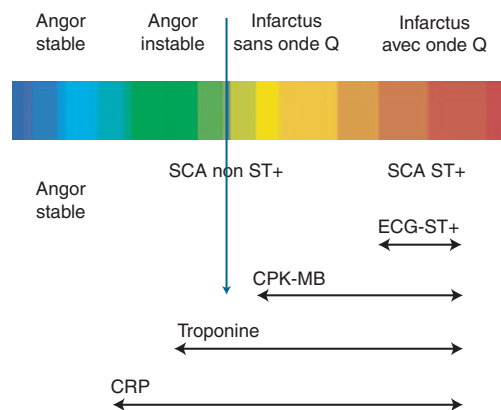 Angor
stable
Angor
instable
Infarctus
sans onde Q
Infarctus
avec onde Q
SCA non ST+
SCA ST+
Angor
stable
ECG-ST+
CPK-MB
Troponine
CRP